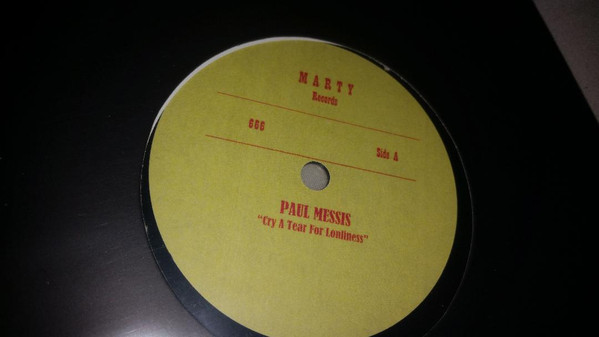 MARTY
Records
666
Side A
PAUL MESSIS
"Cry A Tear For Lonliness"